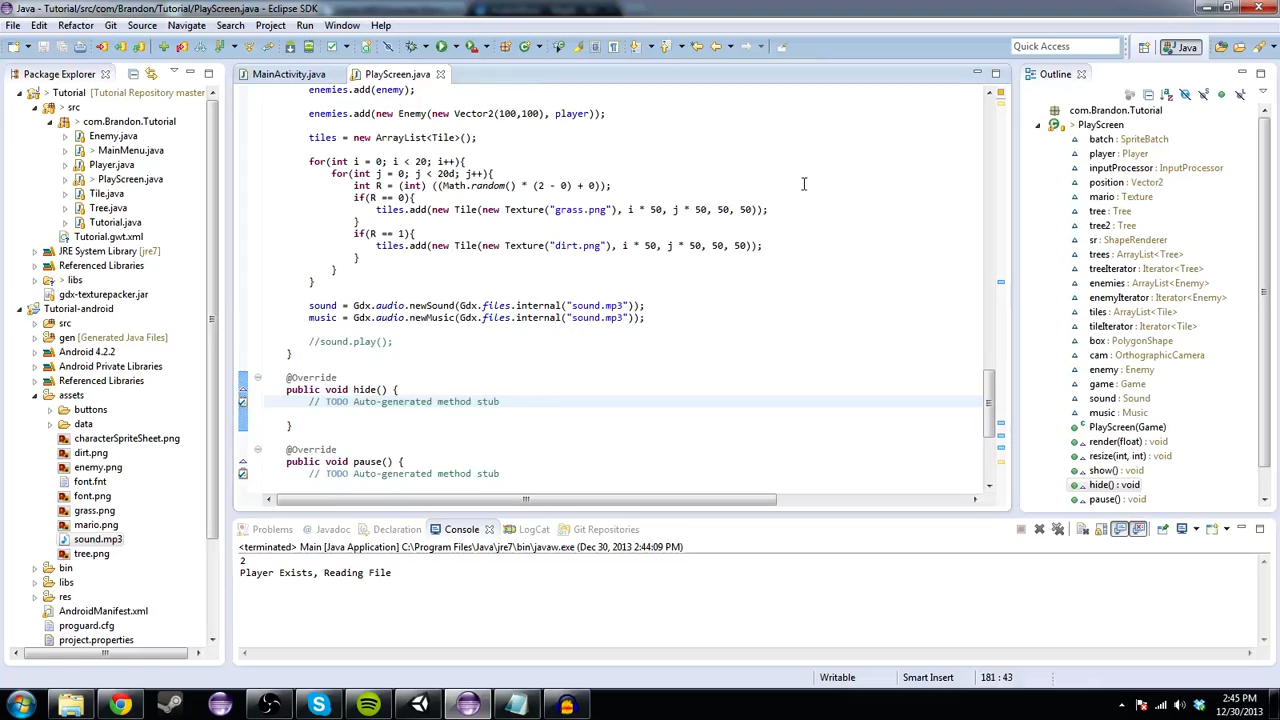 Java - Tutorial/src/com/Brandon/Tutorial/PlayScreen.java - Eclipse SDK
File Edit Refactor Source Navigate Search Project Run Window Help
Quick Access
Java
Package Explorer
Tutorial [Tutorial Repository master
src
com.Brandon.Tutorial
Enemy.java
> MainMenu.java
Player.java
> PlayScreen.java
Tile.java
Tree.java
Tutorial.java
Tutorial.gwt.xml
JRE System Library [jre7]
Referenced Libraries
> libs
gdx-texturepacker.jar
Tutorial-android
src
gen [Generated Java Files]
Android 4.2.2
Android Private Libraries
Referenced Libraries
assets
buttons
data
characterSpriteSheet.png
dirt.png
enemy.png
font.fnt
font.png
grass.png
mario.png
sound.mp3
tree.png
bin
libs
res
AndroidManifest.xml
proguard.cfg
project.properties
MainActivity.java
PlayScreen.java
enemies.add(enemy);
enemies.add(new Enemy(new Vector2(100,100), player));
tiles = new ArrayList<Tile>();
for(int i = 0; i < 20; i++){
for(int j = 0; j < 20d; j++){
int R = (int) ((Math.random() * (2 - 0) + 0));
if(R == 0){
tiles.add(new Tile(new Texture("grass.png"), i * 50, j * 50, 50, 50));
}
if(R == 1){
tiles.add(new Tile(new Texture("dirt.png"), i * 50, j * 50, 50, 50));
}
}
}
sound = Gdx.audio.newSound(Gdx.files.internal("sound.mp3"));
music = Gdx.audio.newMusic(Gdx.files.internal("sound.mp3"));
//sound.play();
}
@Override
public void hide() {
// TODO Auto-generated method stub
}
@Override
public void pause() {
// TODO Auto-generated method stub
Outline
com.Brandon.Tutorial
> PlayScreen
batch : SpriteBatch
player : Player
inputProcessor : InputProcessor
position : Vector2
mario : Texture
tree : Tree
tree2 : Tree
sr : ShapeRenderer
trees : ArrayList<Tree>
treeIterator : Iterator<Tree>
enemies : ArrayList<Enemy>
enemyIterator : Iterator<Enemy>
tiles : ArrayList<Tile>
tileIterator : Iterator<Tile>
box : PolygonShape
cam : OrthographicCamera
enemy : Enemy
game : Game
sound : Sound
music : Music
PlayScreen(Game)
render(float) : void
resize(int, int) : void
show() : void
hide() : void
pause() : void
Problems Javadoc Declaration Console LogCat Git Repositories
<terminated> Main [Java Application] C:\Program Files\Java\jre7\bin\javaw.exe (Dec 30, 2013 2:44:09 PM)
2
Player Exists, Reading File
Writable Smart Insert 181 : 43
2:45 PM
12/30/2013